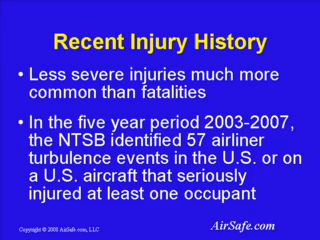 Recent Injury History
• Less severe injuries much more
common than fatalities
• In the five year period 2003-2007,
the NTSB identified 57 airliner
turbulence events in the U.S. or on
a U.S. aircraft that seriously
injured at least one occupant
Copyright © 2008 AirSafe.com, LLC
AirSafe.com